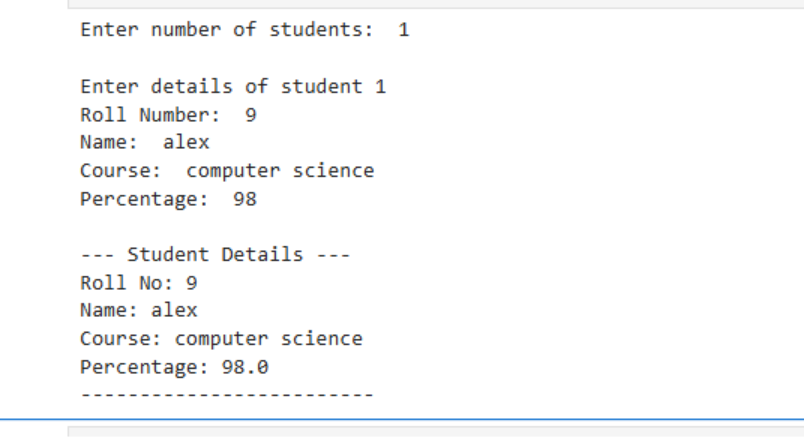 Enter number of students:  1
Enter details of student 1
Roll Number:  9
Name:  alex
Course:  computer science
Percentage:  98
--- Student Details ---
Roll No: 9
Name: alex
Course: computer science
Percentage: 98.0
-------------------------